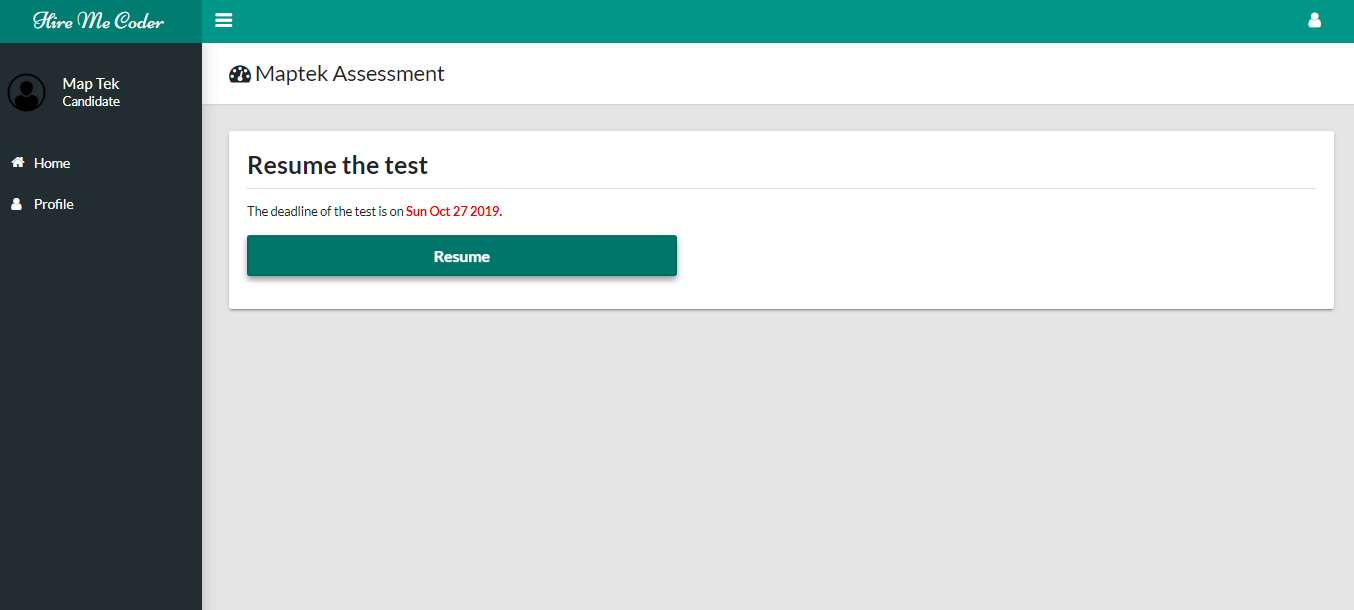 Hire Me Coder
Maptek Assessment
Map Tek
Candidate
Home
Profile
Resume the test
The deadline of the test is on Sun Oct 27 2019.
Resume